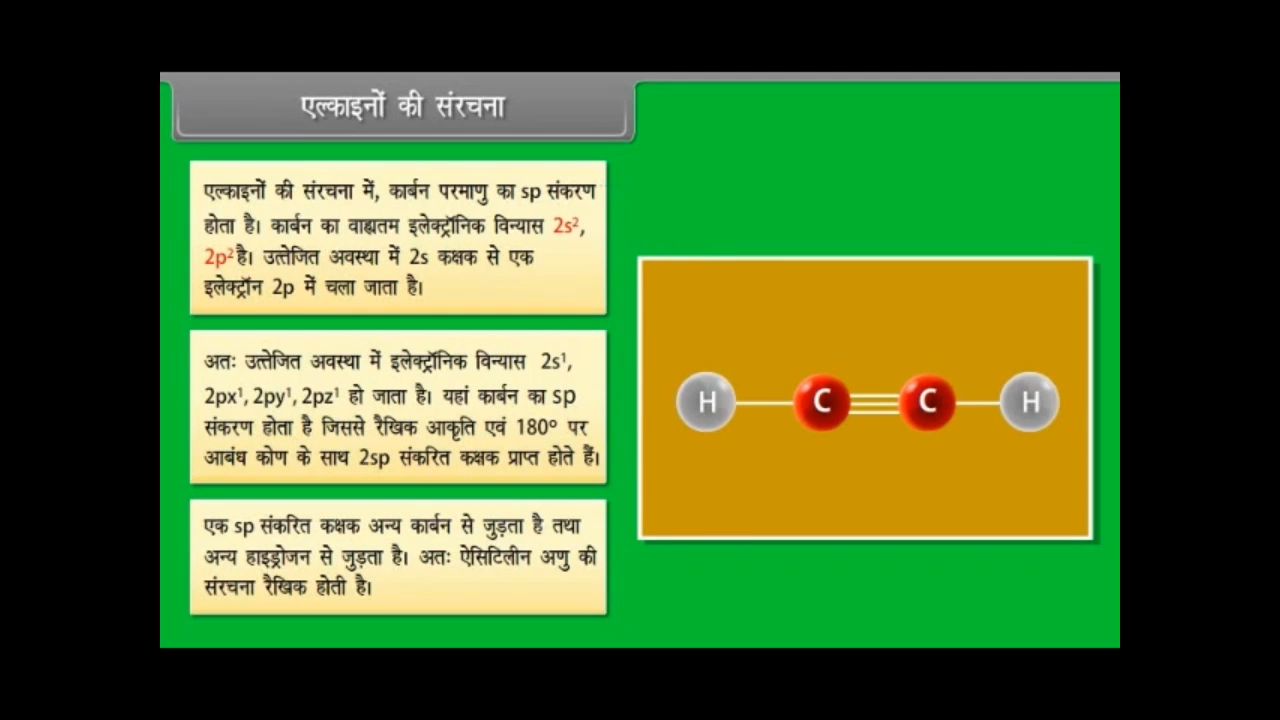 एल्काइनों की संरचना
एल्काइनों की संरचना में, कार्बन परमाणु का sp संकरण
होता है। कार्बन का वाह्यतम इलेक्ट्रॉनिक विन्यास 2s²,
2p² है। उत्तेजित अवस्था में 2s कक्षक से एक
इलेक्ट्रॉन 2p में चला जाता है।
अतः उत्तेजित अवस्था में इलेक्ट्रॉनिक विन्यास 2s¹,
2px¹, 2py¹, 2pz¹ हो जाता है। यहां कार्बन का sp
संकरण होता है जिससे रैखिक आकृति एवं 180° पर
आबंध कोण के साथ 2sp संकरित कक्षक प्राप्त होते हैं।
एक sp संकरित कक्षक अन्य कार्बन से जुड़ता है तथा
अन्य हाइड्रोजन से जुड़ता है। अतः ऐसिटिलीन अणु की
संरचना रैखिक होती है।
H C C H